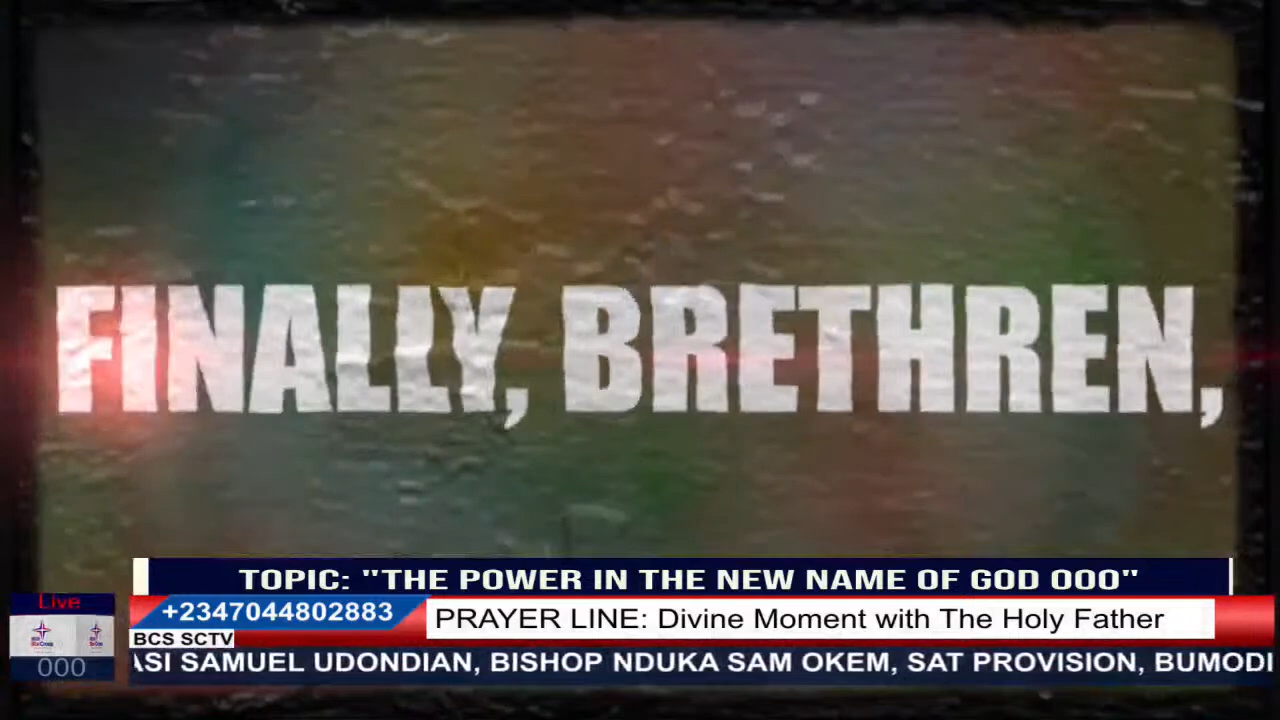 FINALLY, BRETHREN,
TOPIC: "THE POWER IN THE NEW NAME OF GOD OOO"
Live
+2347044802883
PRAYER LINE: Divine Moment with The Holy Father
BCS SCTV
000
ASI SAMUEL UDONDIAN, BISHOP NDUKA SAM OKEM, SAT PROVISION, BUMODI